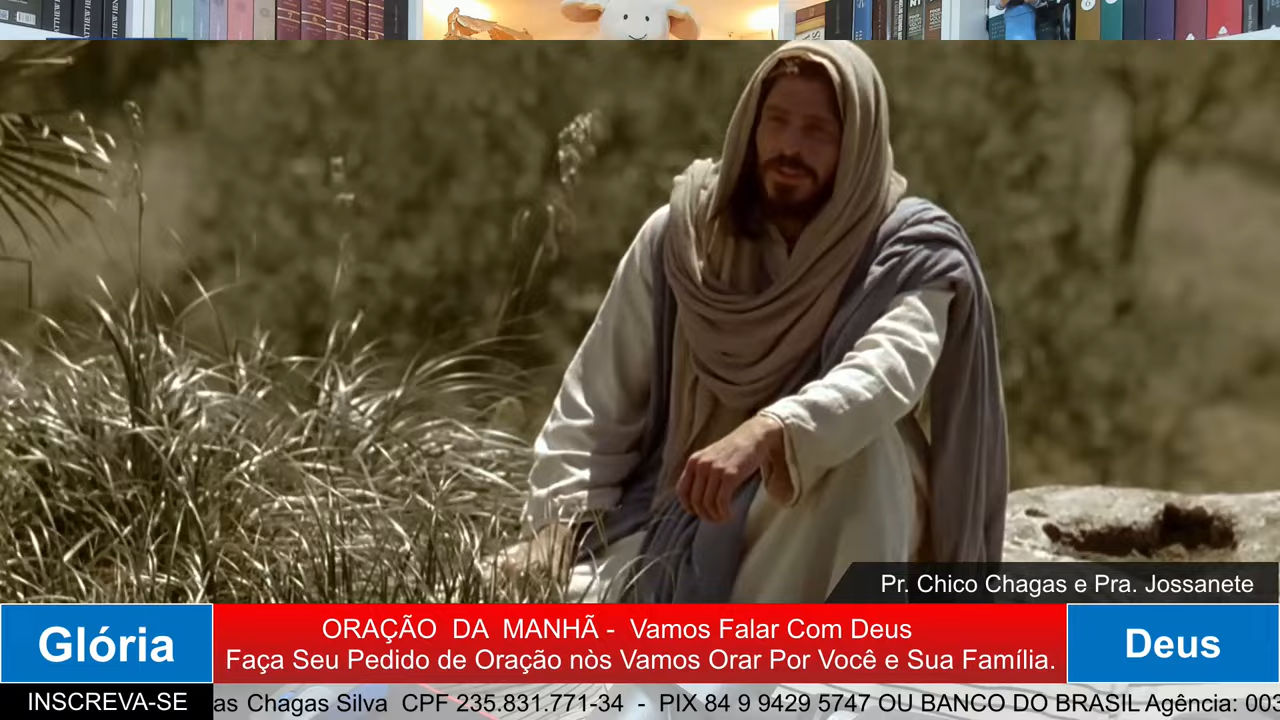 Pr. Chico Chagas e Pra. Jossanete
Glória
ORAÇÃO DA MANHÃ - Vamos Falar Com Deus
Faça Seu Pedido de Oração nòs Vamos Orar Por Você e Sua Família.
Deus
INSCREVA-SE
as Chagas Silva CPF 235.831.771-34 - PIX 84 9 9429 5747 OU BANCO DO BRASIL Agência: 003